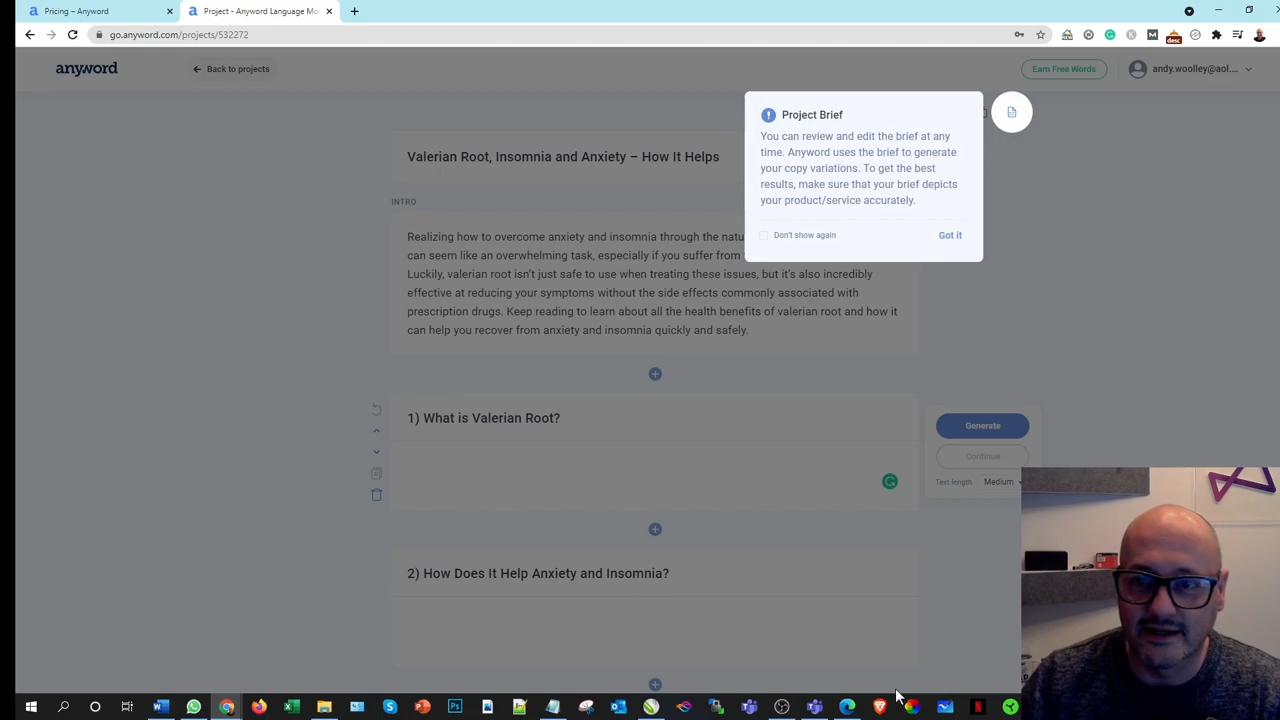 Pricing – Anyword
Project - Anyword Language Mo
go.anyword.com/projects/532272
desc
anyword
Back to projects
Earn Free Words
andy.woolley@aol....
Project Brief
You can review and edit the brief at any
time. Anyword uses the brief to generate
your copy variations. To get the best
results, make sure that your brief depicts
your product/service accurately.
Don't show again
Got it
Valerian Root, Insomnia and Anxiety – How It Helps
INTRO
Realizing how to overcome anxiety and insomnia through the natu
can seem like an overwhelming task, especially if you suffer from
Luckily, valerian root isn't just safe to use when treating these issues, but it's also incredibly
effective at reducing your symptoms without the side effects commonly associated with
prescription drugs. Keep reading to learn about all the health benefits of valerian root and how it
can help you recover from anxiety and insomnia quickly and safely.
1) What is Valerian Root?
Generate
Continue
Text length Medium
2) How Does It Help Anxiety and Insomnia?